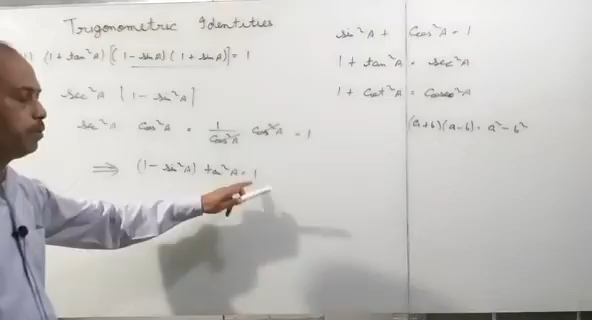 Trigonometric Identities
1) (1 + tan²A) [(1 - sinA) (1 + sinA)] = 1
sec²A [1 - sin²A]
sec²A cos²A = 1/cos²A cos²A = 1
⇒ (1 - sin²A) tan²A = 1
sin²A + cos²A = 1
1 + tan²A = sec²A
1 + cot²A = cosec²A
(a+b)(a-b) = a² - b²